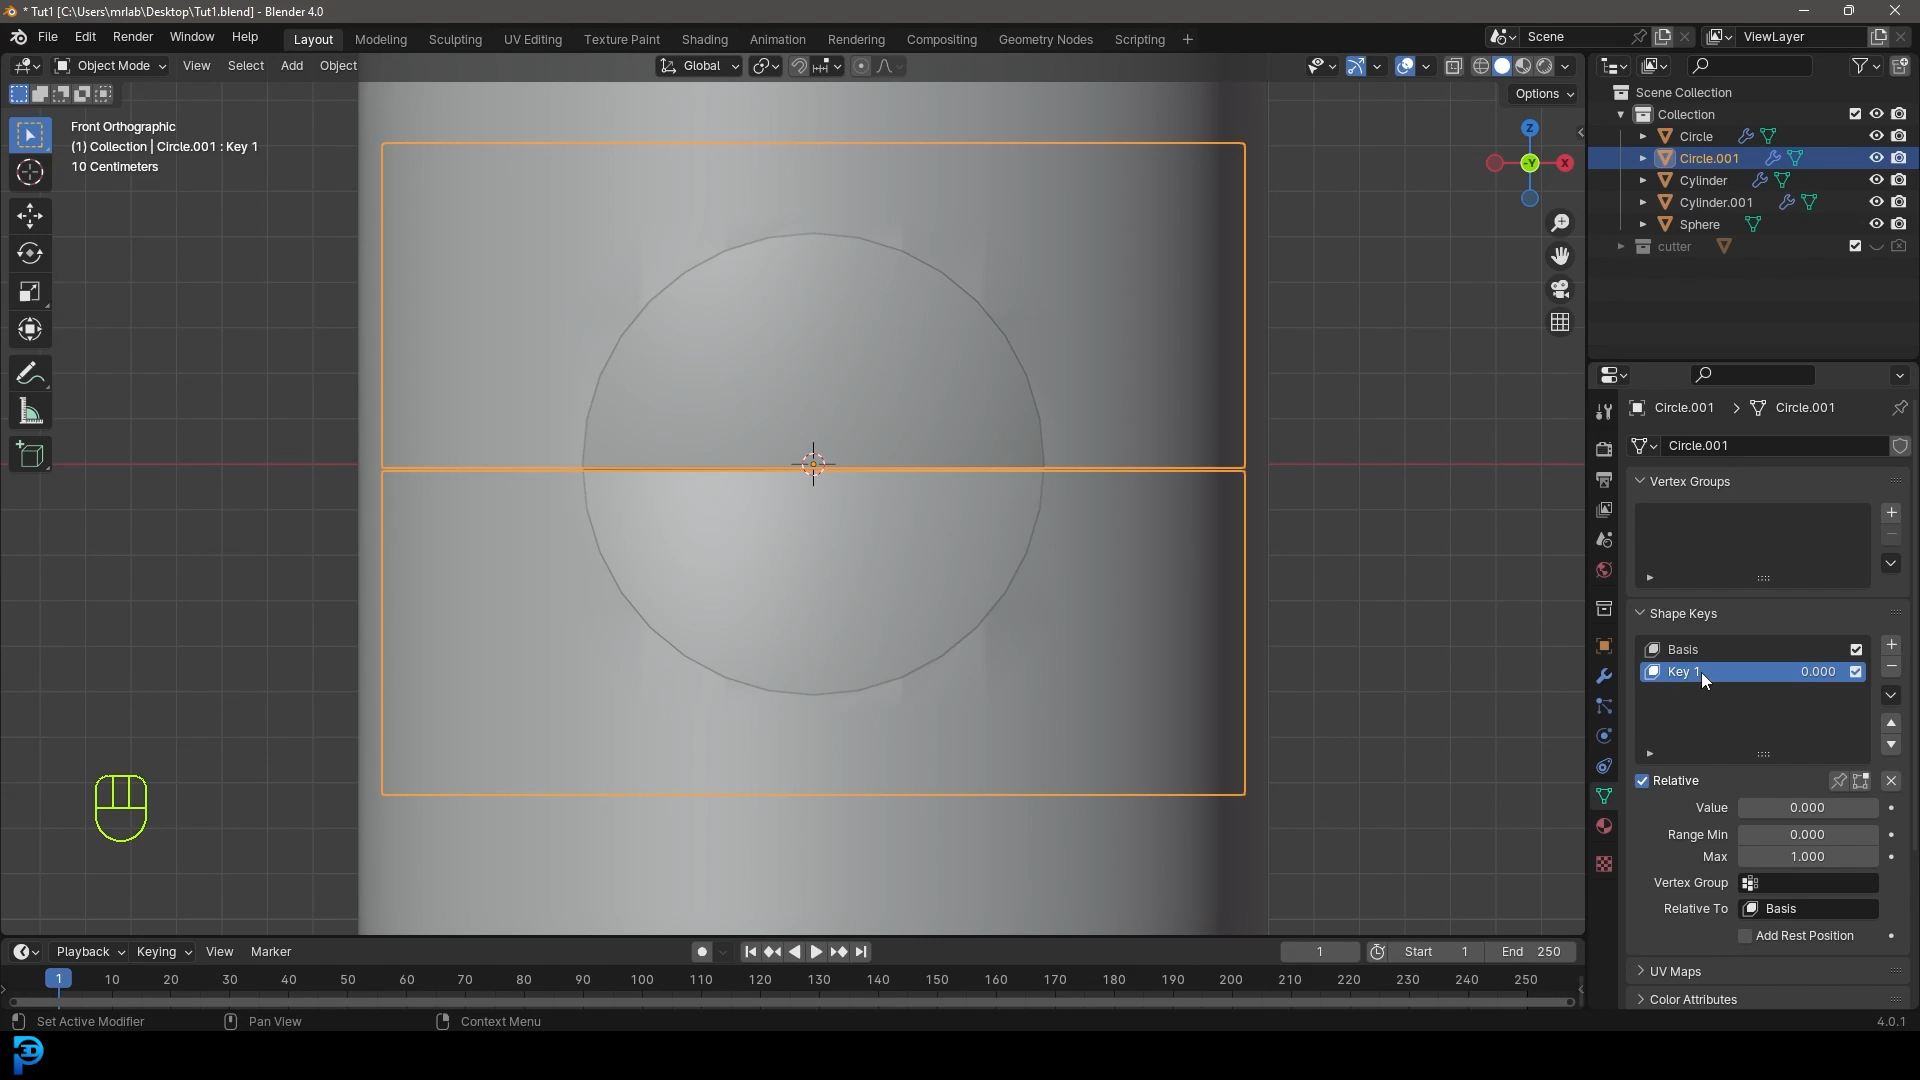 * Tut1 [C:\Users\mrlab\Desktop\Tut1.blend] - Blender 4.0
File Edit Render Window Help Layout Modeling Sculpting UV Editing Texture Paint Shading Animation Rendering Compositing Geometry Nodes Scripting + Scene ViewLayer
Object Mode View Select Add Object Global
Options
Front Orthographic
(1) Collection | Circle.001 : Key 1
10 Centimeters
Z
-Y
X
Scene Collection
Collection
Circle
Circle.001
Cylinder
Cylinder.001
Sphere
cutter
Circle.001 > Circle.001
Circle.001
Vertex Groups
Shape Keys
Basis
Key 1 0.000
Relative
Value 0.000
Range Min 0.000
Max 1.000
Vertex Group
Relative To Basis
Add Rest Position
UV Maps
Color Attributes
Playback Keying View Marker 1 Start 1 End 250
1 10 20 30 40 50 60 70 80 90 100 110 120 130 140 150 160 170 180 190 200 210 220 230 240 250
Set Active Modifier Pan View Context Menu 4.0.1
3D